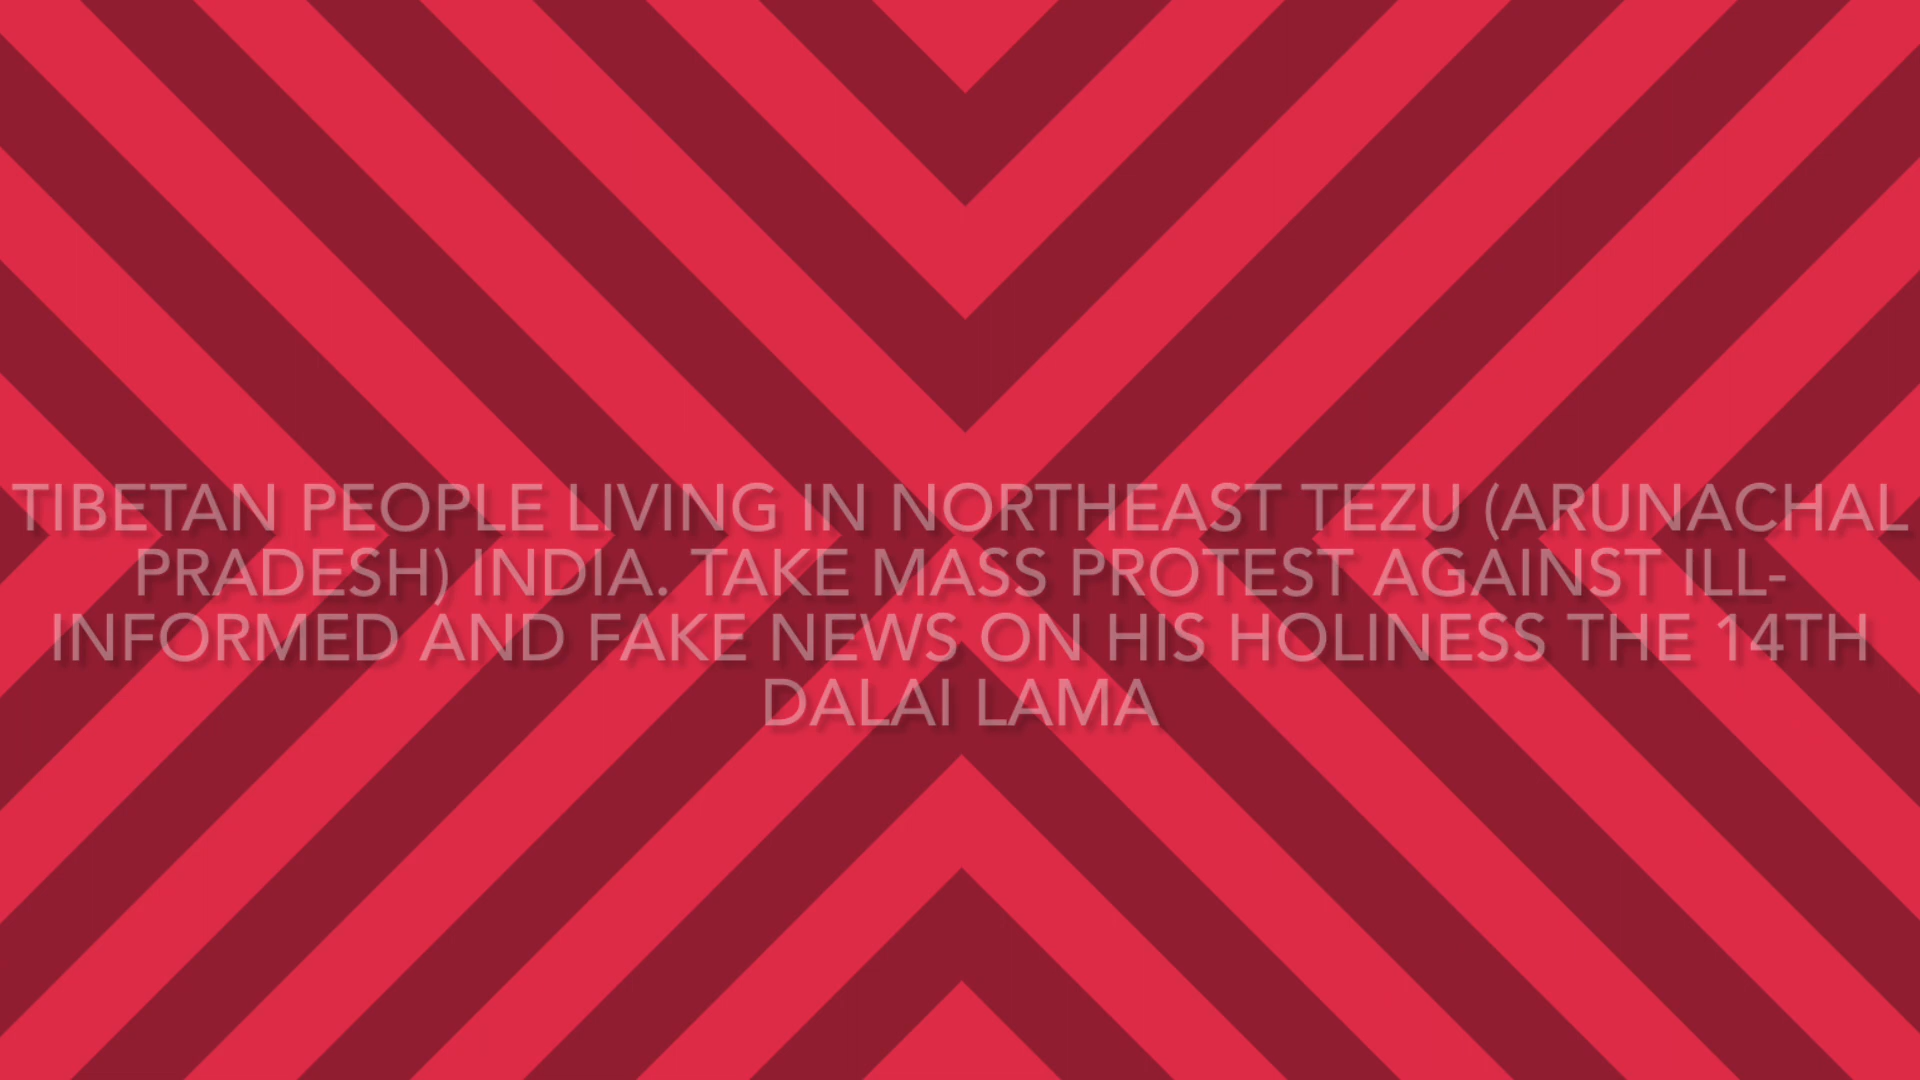 TIBETAN PEOPLE LIVING IN NORTHEAST TEZU (ARUNACHAL
PRADESH) INDIA. TAKE MASS PROTEST AGAINST ILL-
INFORMED AND FAKE NEWS ON HIS HOLINESS THE 14TH
DALAI LAMA